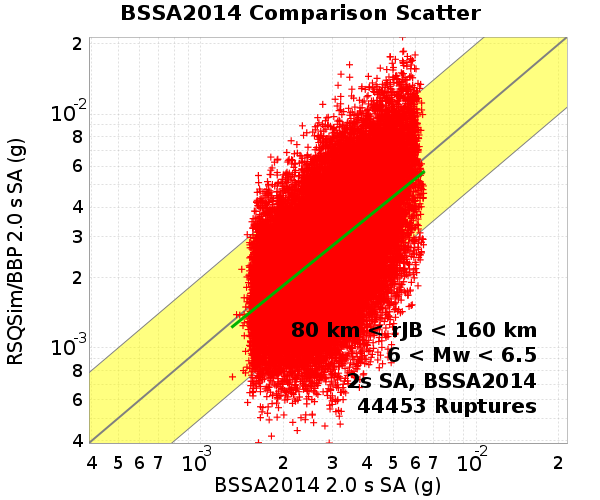 BSSA2014 Comparison Scatter
RSQSim/BBP 2.0 s SA (g)
2
10^-2
8
6
4
3
2
10^-3
8
6
4
80 km < rJB < 160 km
6 < Mw < 6.5
2s SA, BSSA2014
44453 Ruptures
4 5 6 7 10^-3 2 3 4 5 6 7 10^-2 2
BSSA2014 2.0 s SA (g)